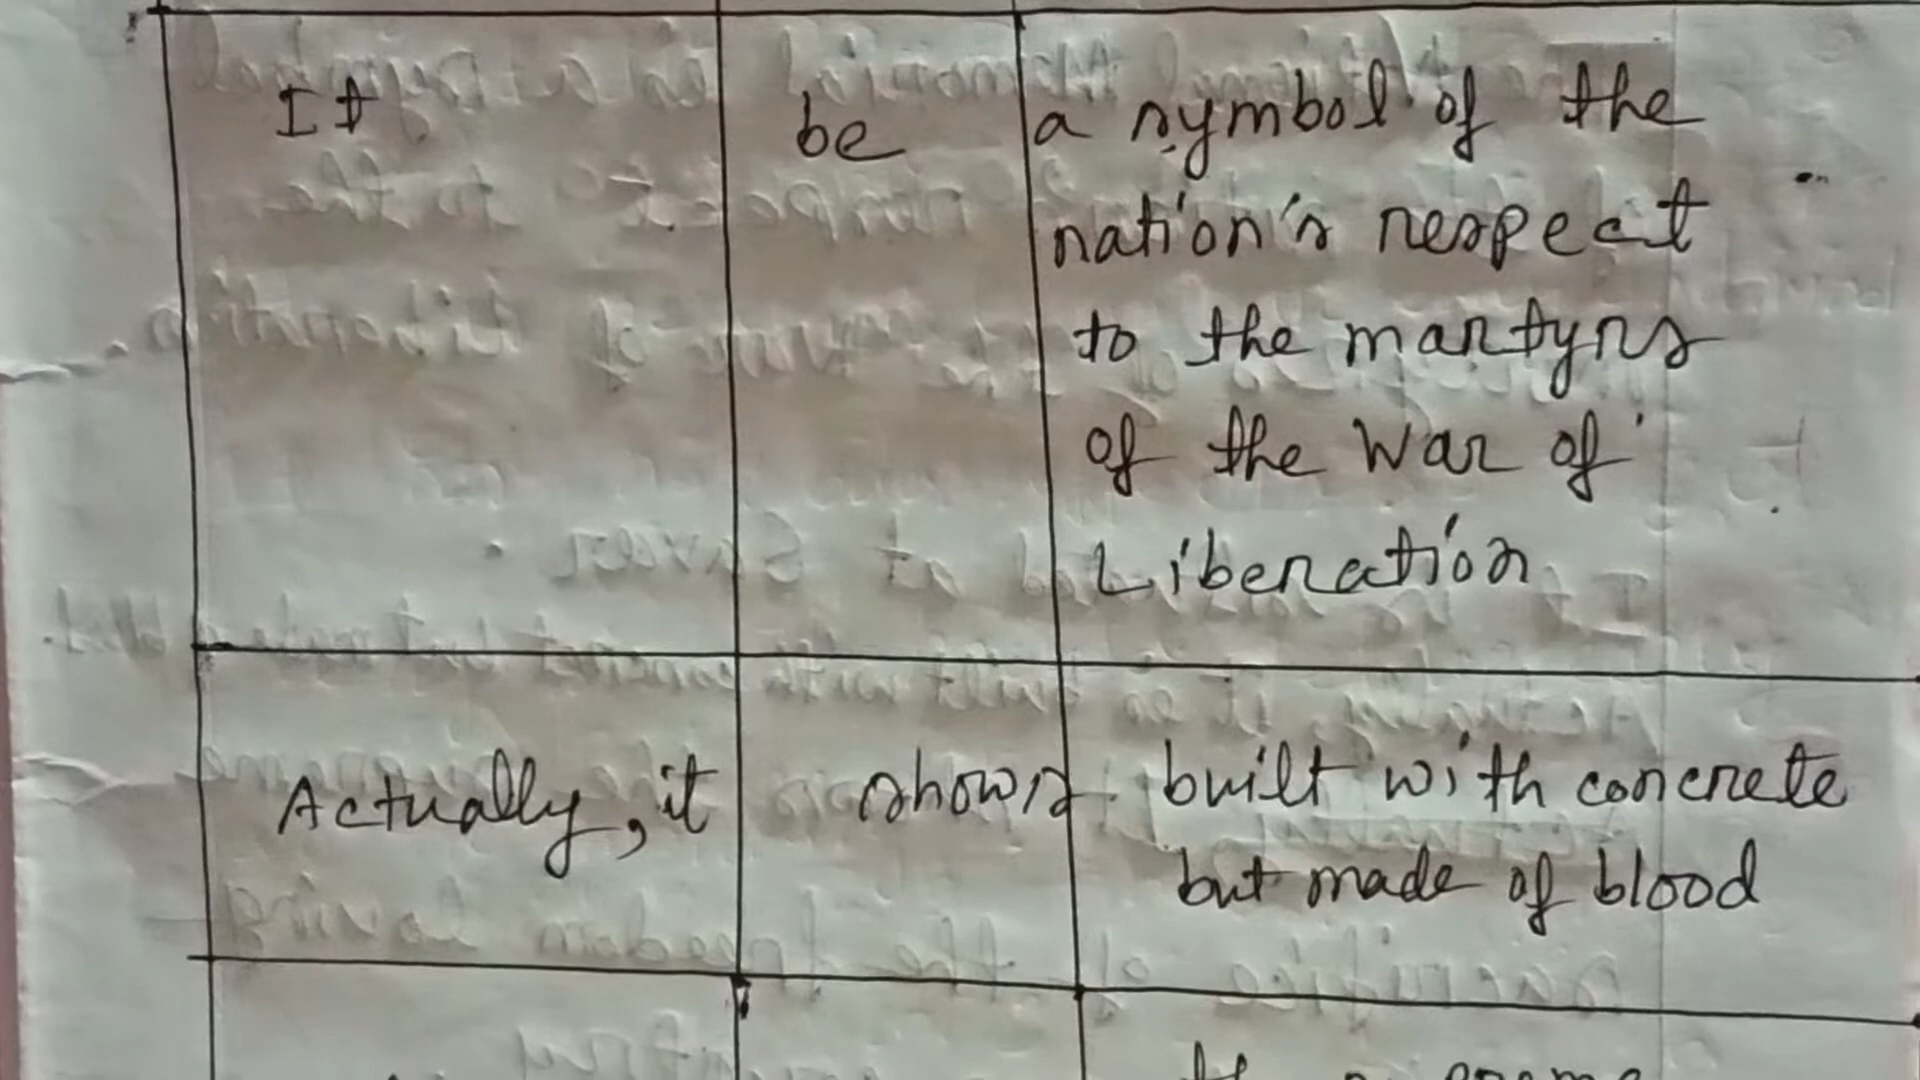 It be a symbol of the
nation's respect
to the martyrs
of the War of
Liberation
Actually, it shows built with concrete
but made of blood